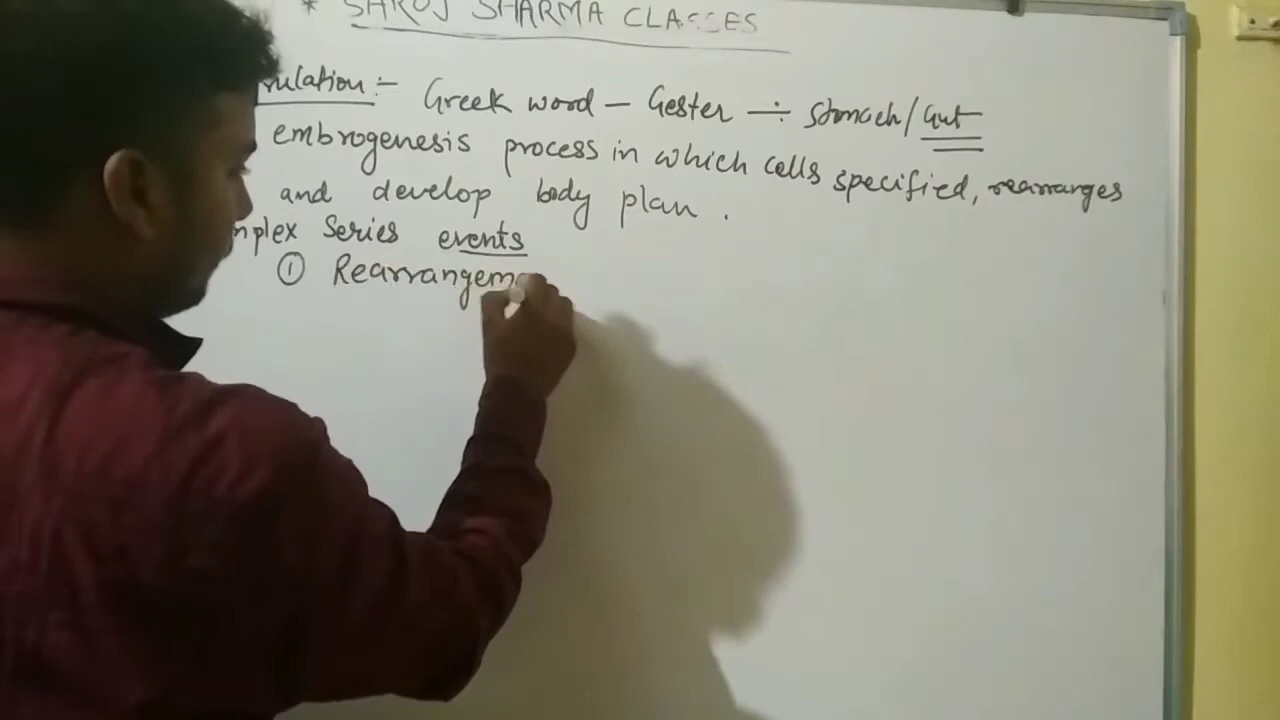 * SAROJ SHARMA CLASSES
rulation :- Greek word - Gester ÷ Stomach / Gut
embrogenesis process in which cells specified, rearranges
and develop body plan .
mplex Series events
① Rearrangem